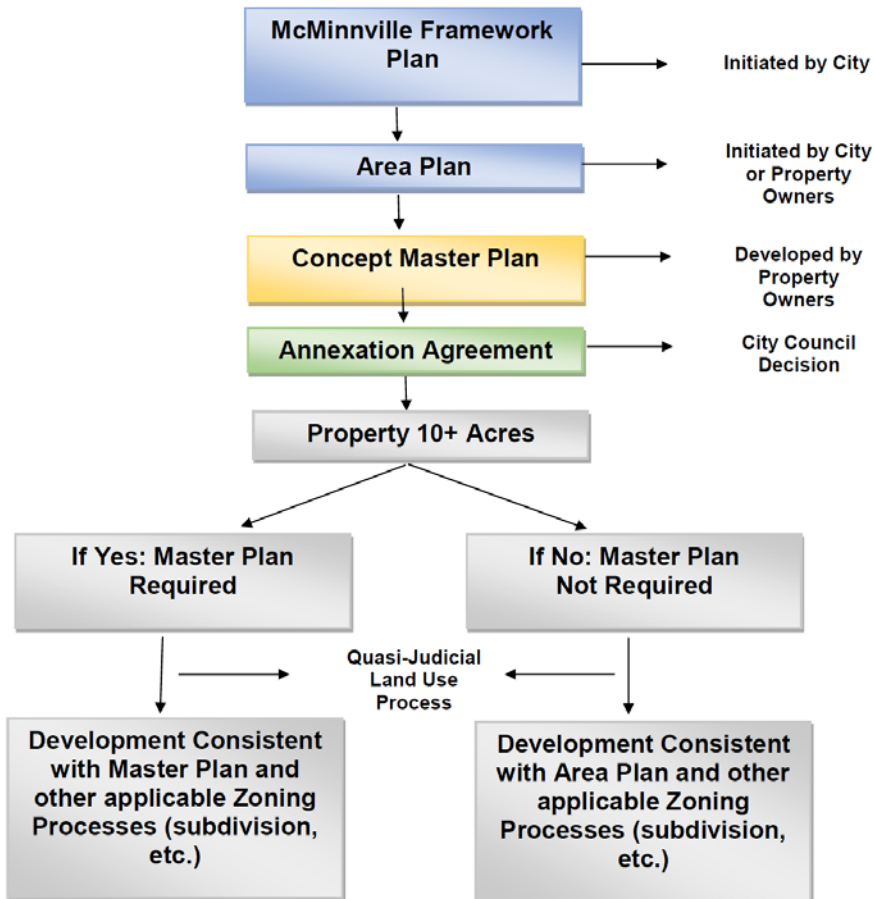 McMinnville Framework
Plan
Initiated by City
Area Plan
Initiated by City
or Property
Owners
Concept Master Plan
Developed by
Property
Owners
Annexation Agreement
City Council
Decision
Property 10+ Acres
If Yes: Master Plan
Required
If No: Master Plan
Not Required
Quasi-Judicial
Land Use
Process
Development Consistent
with Master Plan and
other applicable Zoning
Processes (subdivision,
etc.)
Development Consistent
with Area Plan and other
applicable Zoning
Processes (subdivision,
etc.)